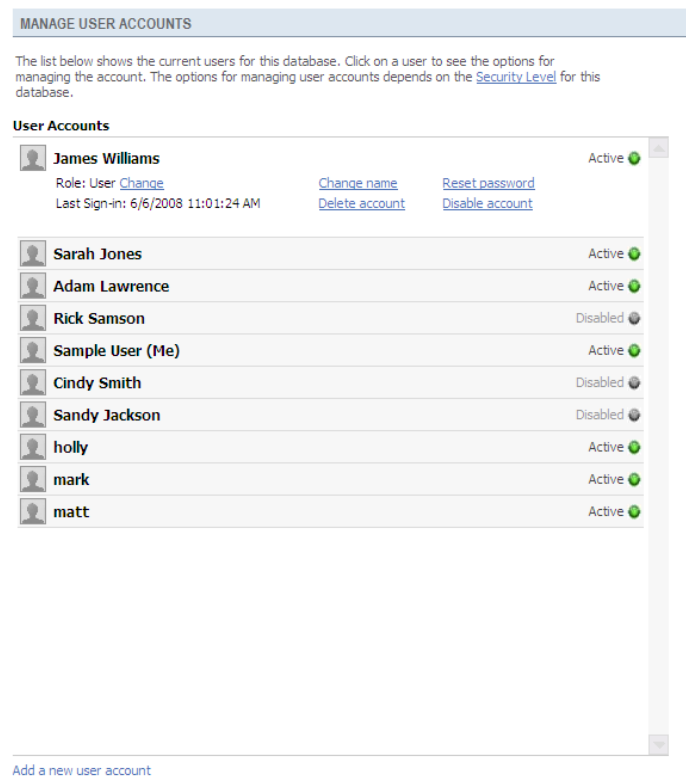 MANAGE USER ACCOUNTS
The list below shows the current users for this database. Click on a user to see the options for
managing the account. The options for managing user accounts depends on the Security Level for this
database.
User Accounts
James Williams Active
Role: User Change Change name Reset password
Last Sign-in: 6/6/2008 11:01:24 AM Delete account Disable account
Sarah Jones Active
Adam Lawrence Active
Rick Samson Disabled
Sample User (Me) Active
Cindy Smith Disabled
Sandy Jackson Disabled
holly Active
mark Active
matt Active
Add a new user account